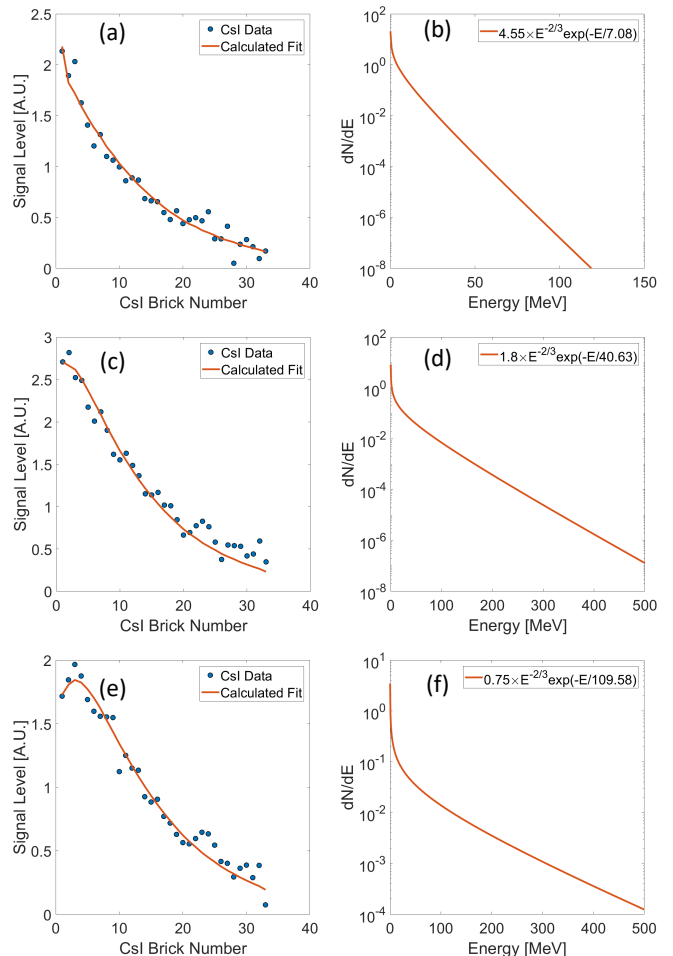 (a)
CsI Data
Calculated Fit
2.5
2
1.5
1
0.5
0
0
10
20
30
40
Signal Level [A.U.]
CsI Brick Number
(b)
4.55×E^-2/3exp(-E/7.08)
10^2
10^0
10^-2
10^-4
10^-6
10^-8
0
50
100
150
dN/dE
Energy [MeV]
(c)
CsI Data
Calculated Fit
3
2.5
2
1.5
1
0.5
0
0
10
20
30
40
Signal Level [A.U.]
CsI Brick Number
(d)
1.8×E^-2/3exp(-E/40.63)
10^2
10^0
10^-2
10^-4
10^-6
10^-8
0
100
200
300
400
500
dN/dE
Energy [MeV]
(e)
CsI Data
Calculated Fit
2
1.5
1
0.5
0
0
10
20
30
40
Signal Level [A.U.]
CsI Brick Number
(f)
0.75×E^-2/3exp(-E/109.58)
10^1
10^0
10^-1
10^-2
10^-3
10^-4
0
100
200
300
400
500
dN/dE
Energy [MeV]